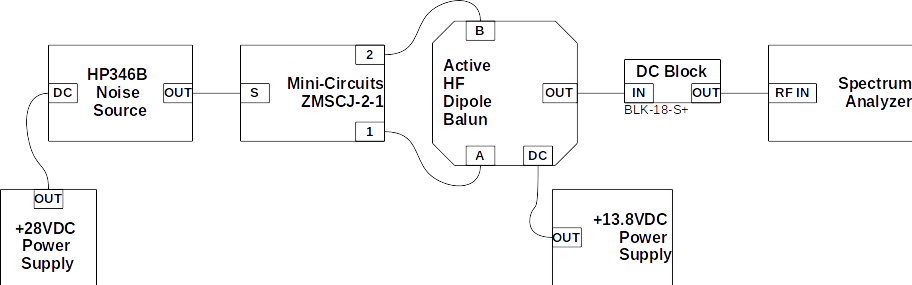 HP346B
Noise
Source
DC
OUT
Mini-Circuits
ZMSCJ-2-1
S
2
1
Active
HF
Dipole
Balun
B
A
OUT
DC
DC Block
IN
OUT
BLK-18-S+
Spectrum
Analyzer
RF IN
OUT
+28VDC
Power
Supply
OUT
+13.8VDC
Power
Supply